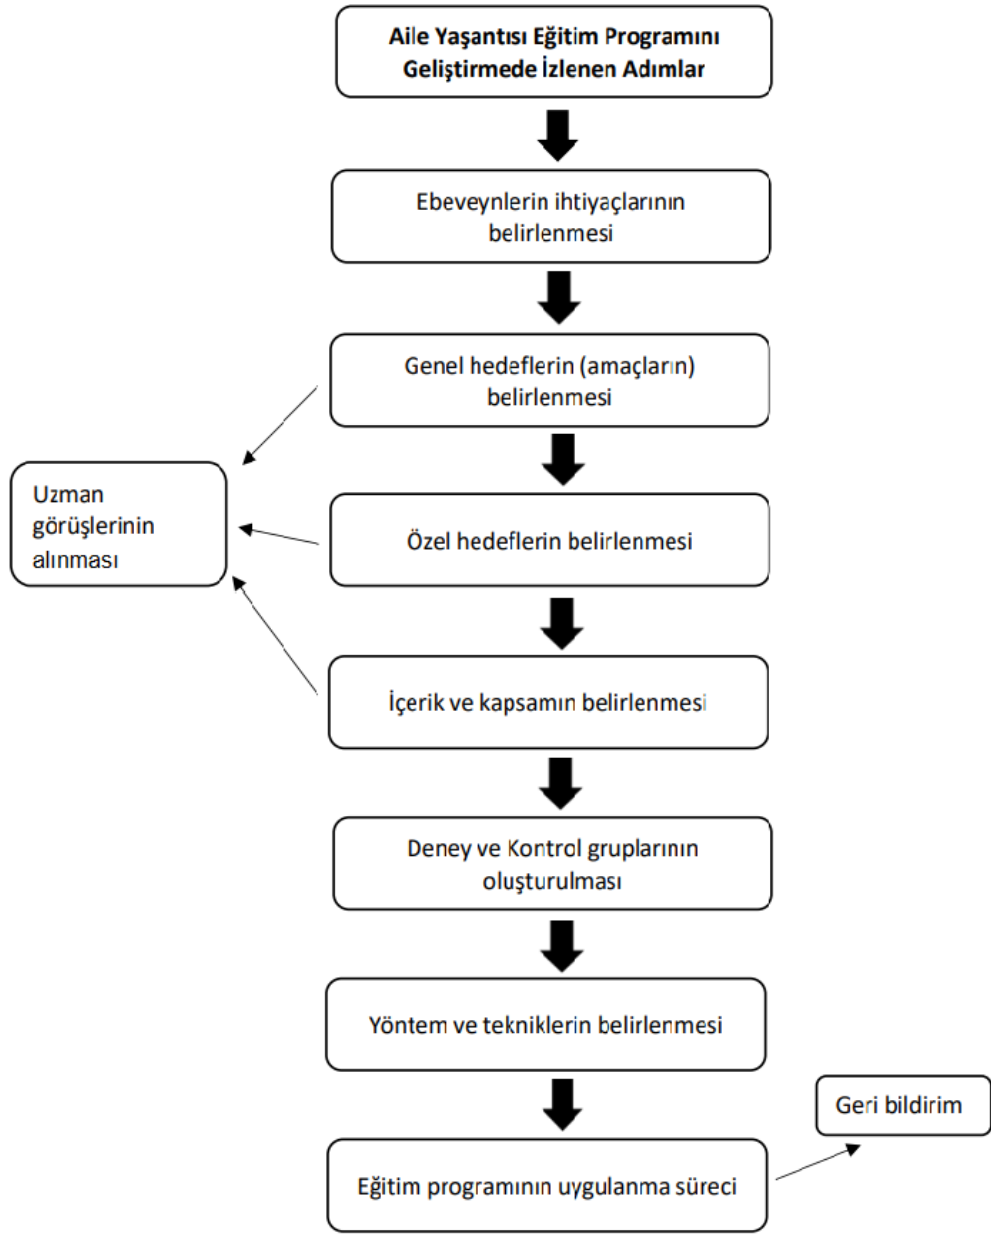 Aile Yaşantısı Eğitim Programını
Geliştirmede İzlenen Adımlar
Ebeveynlerin ihtiyaçlarının
belirlenmesi
Genel hedeflerin (amaçların)
belirlenmesi
Uzman
görüşlerinin
alınması
Özel hedeflerin belirlenmesi
İçerik ve kapsamın belirlenmesi
Deney ve Kontrol gruplarının
oluşturulması
Yöntem ve tekniklerin belirlenmesi
Geri bildirim
Eğitim programının uygulanma süreci